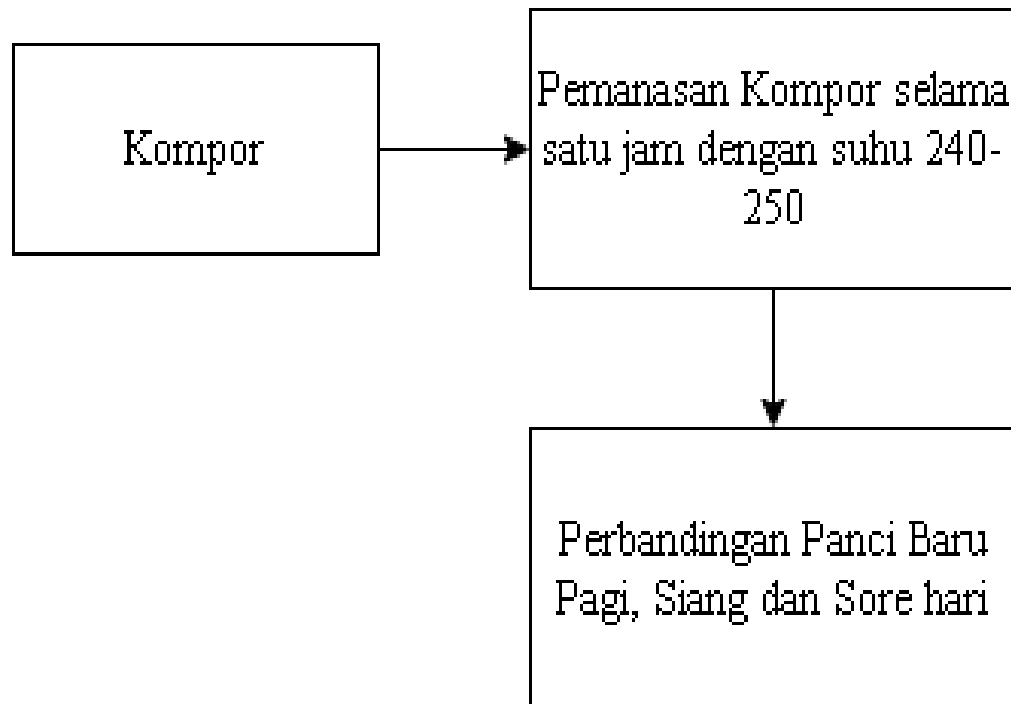 Kompor
Pemanasan Kompor selama
satu jam dengan suhu 240-
250
Perbandingan Panci Baru
Pagi, Siang dan Sore hari